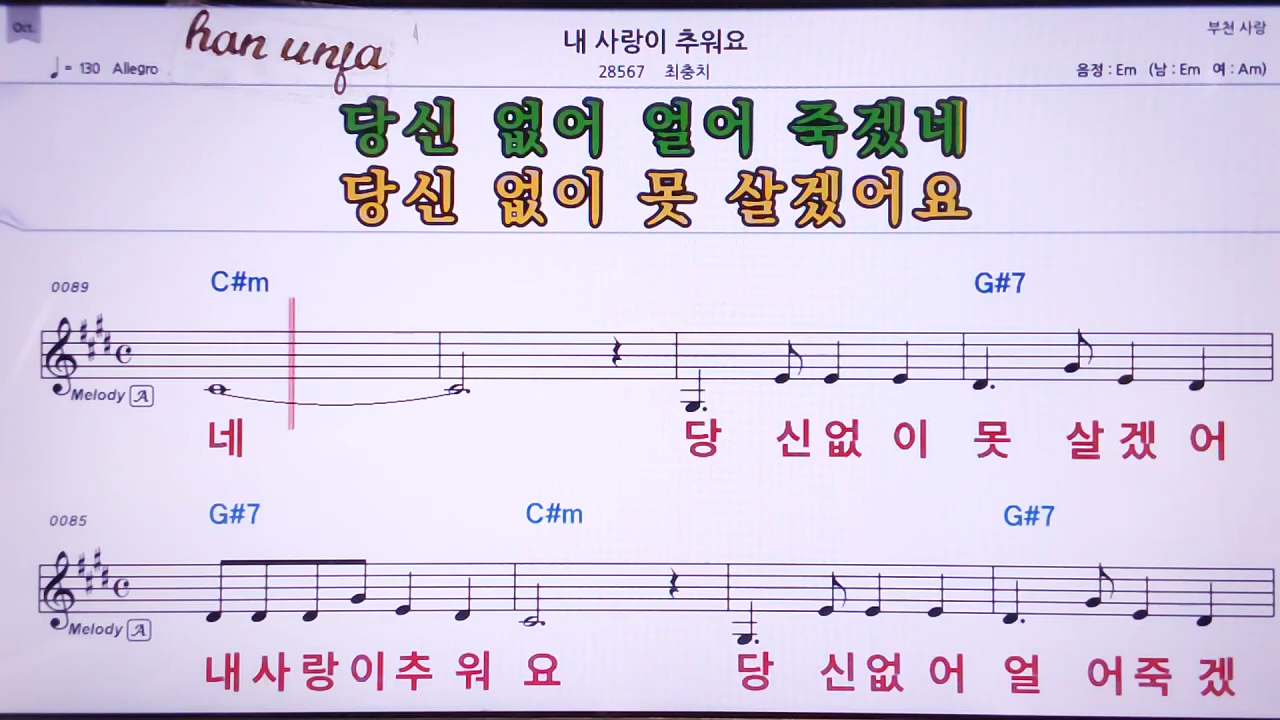 Oct.
han unja
내 사랑이 추워요
부천 사랑
♩= 130 Allegro
28567 최충치
음정 : Em (남 : Em 여 : Am)
당신 없어 얼어 죽겠네
당신 없이 못 살겠어요
0089
C#m G#7
Melody A
네 당 신없 이 못 살 겠 어
0085
G#7 C#m G#7
Melody A
내사랑이추 워 요 당 신없 어 얼 어죽 겠